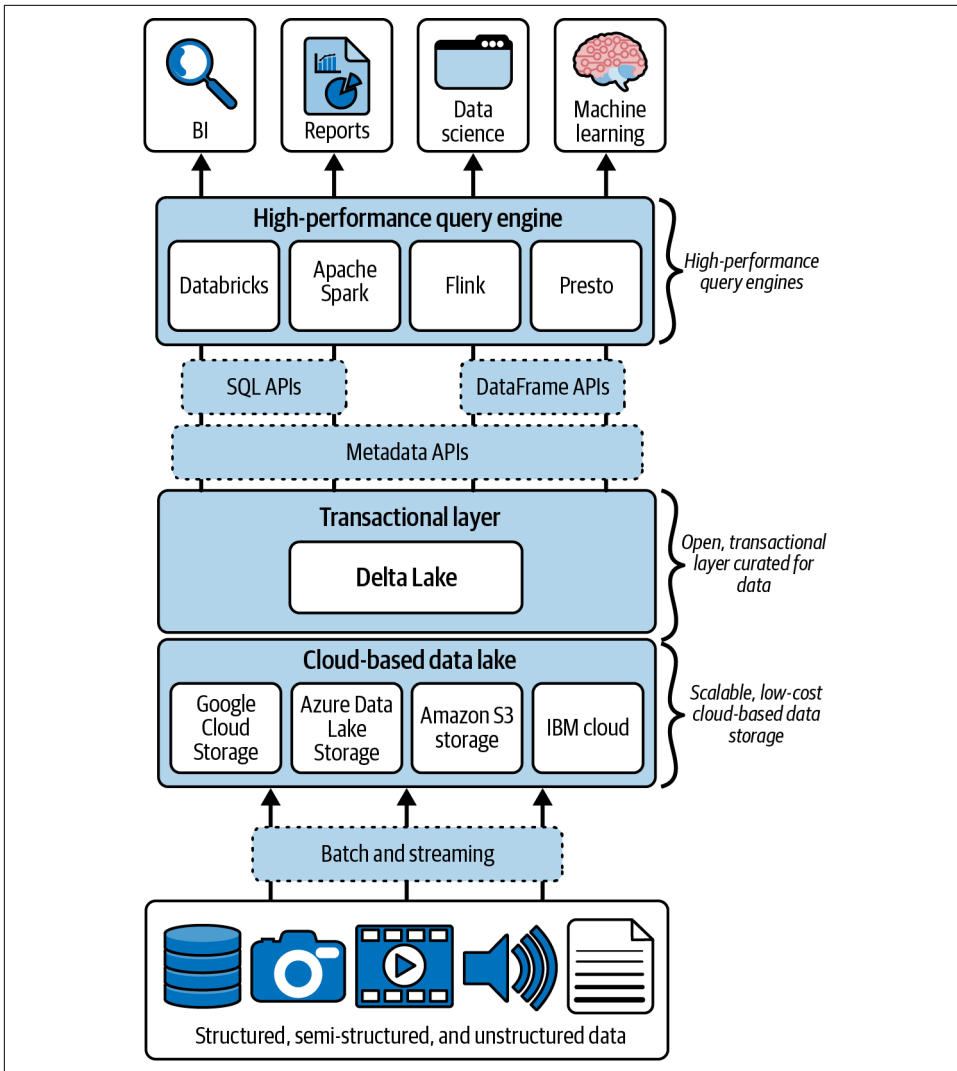 BI
Reports
Data
science
Machine
learning
High-performance query engine
Databricks
Apache
Spark
Flink
Presto
High-performance
query engines
SQL APIs
DataFrame APIs
Metadata APIs
Transactional layer
Delta Lake
Open, transactional
layer curated for
data
Cloud-based data lake
Google
Cloud
Storage
Azure Data
Lake
Storage
Amazon S3
storage
IBM cloud
Scalable, low-cost
cloud-based data
storage
Batch and streaming
Structured, semi-structured, and unstructured data